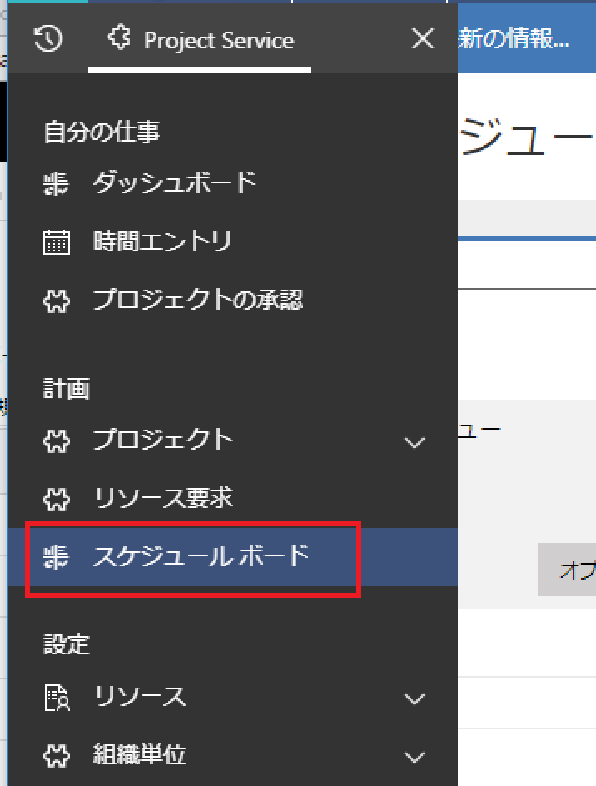 Project Service
新の情報...
自分の仕事
ジュー
ダッシュボード
時間エントリ
プロジェクトの承認
計画
プロジェクト
ュー
リソース要求
スケジュール ボード
オプ
設定
リソース
組織単位